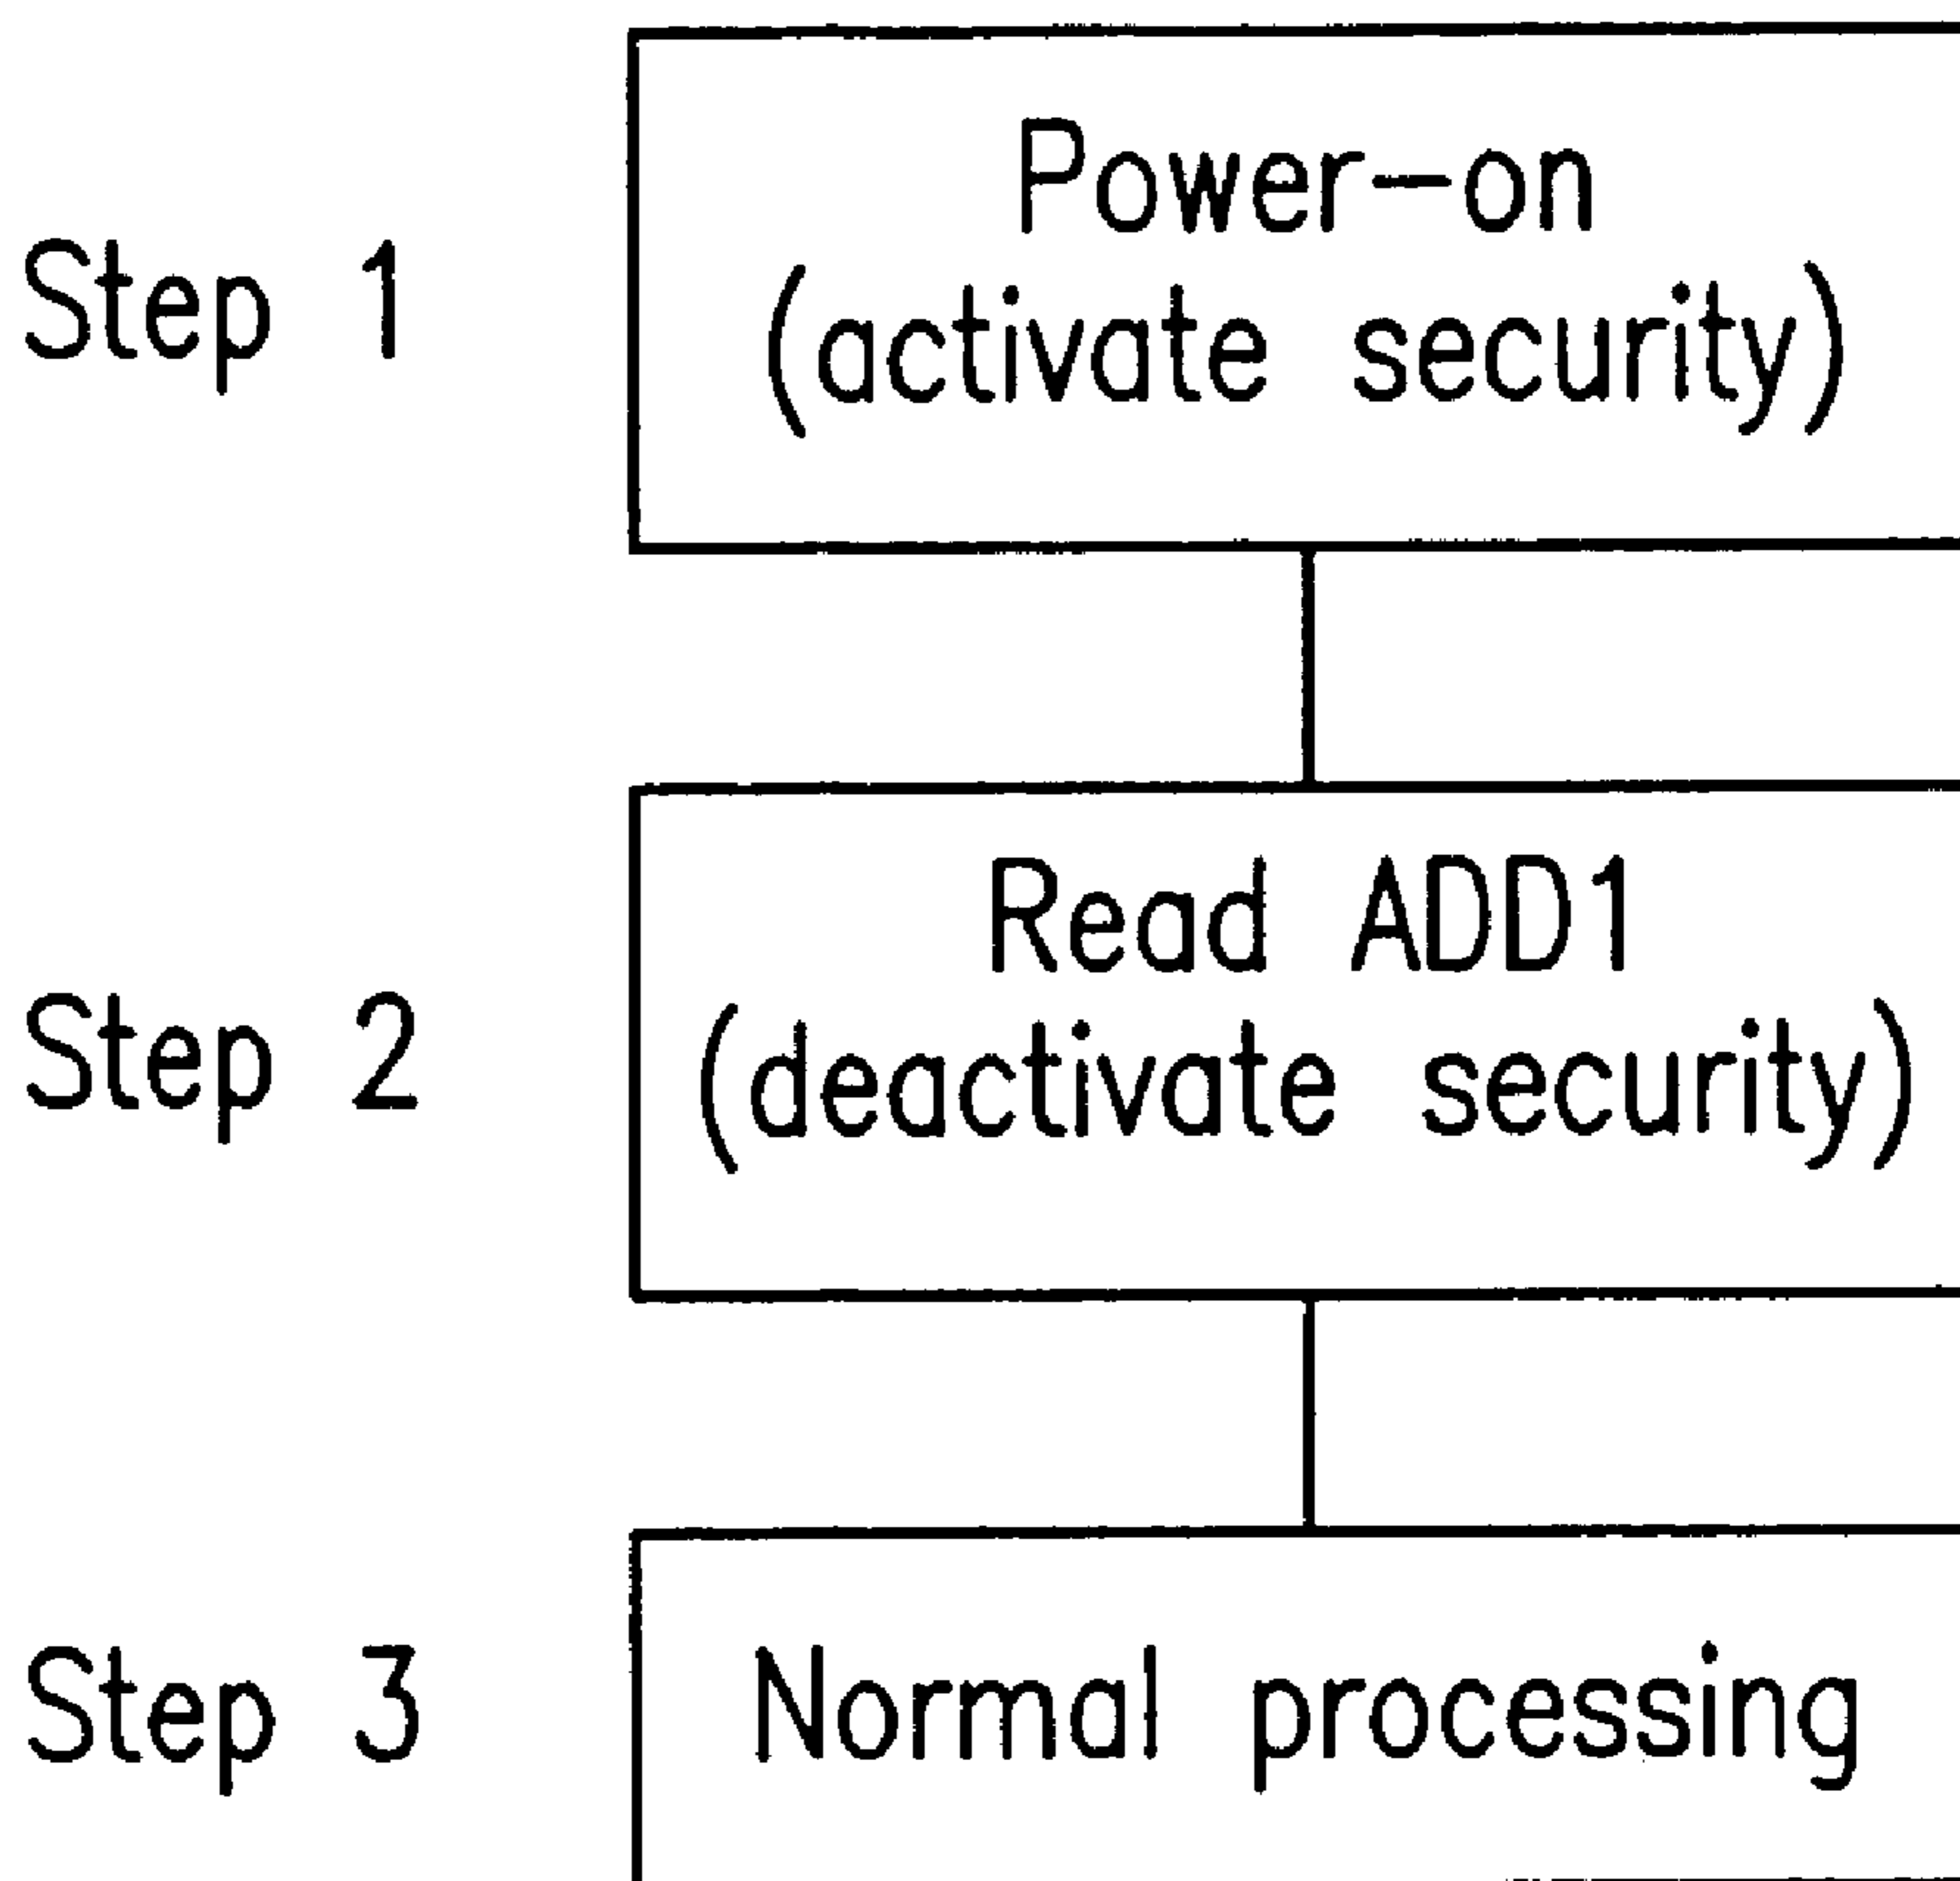 Power-on
Step 1
(activate security)
Read ADD1
Step 2
(deactivate security)
Step 3
Normal processing